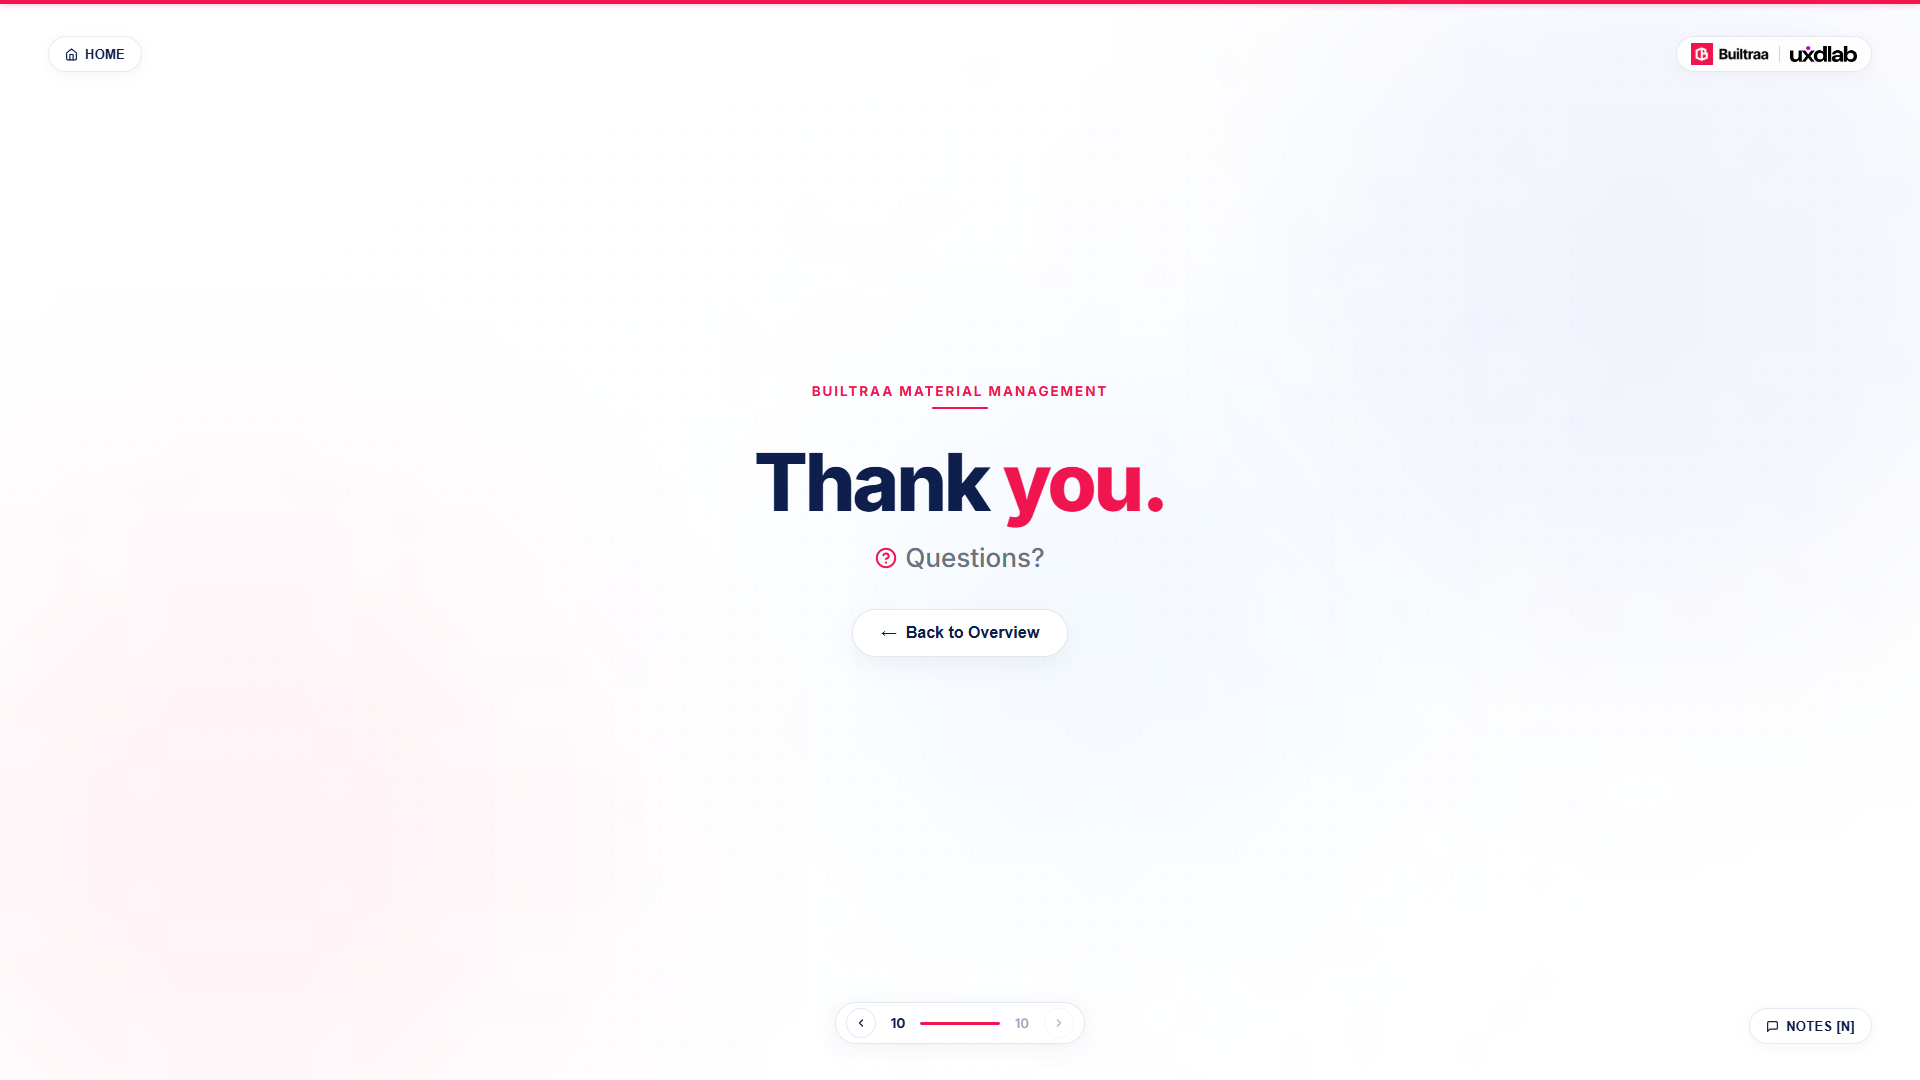 HOME
Builtraa | uxdlab
BUILTRAA MATERIAL MANAGEMENT
Thank you.
Questions?
← Back to Overview
10 10
NOTES [N]